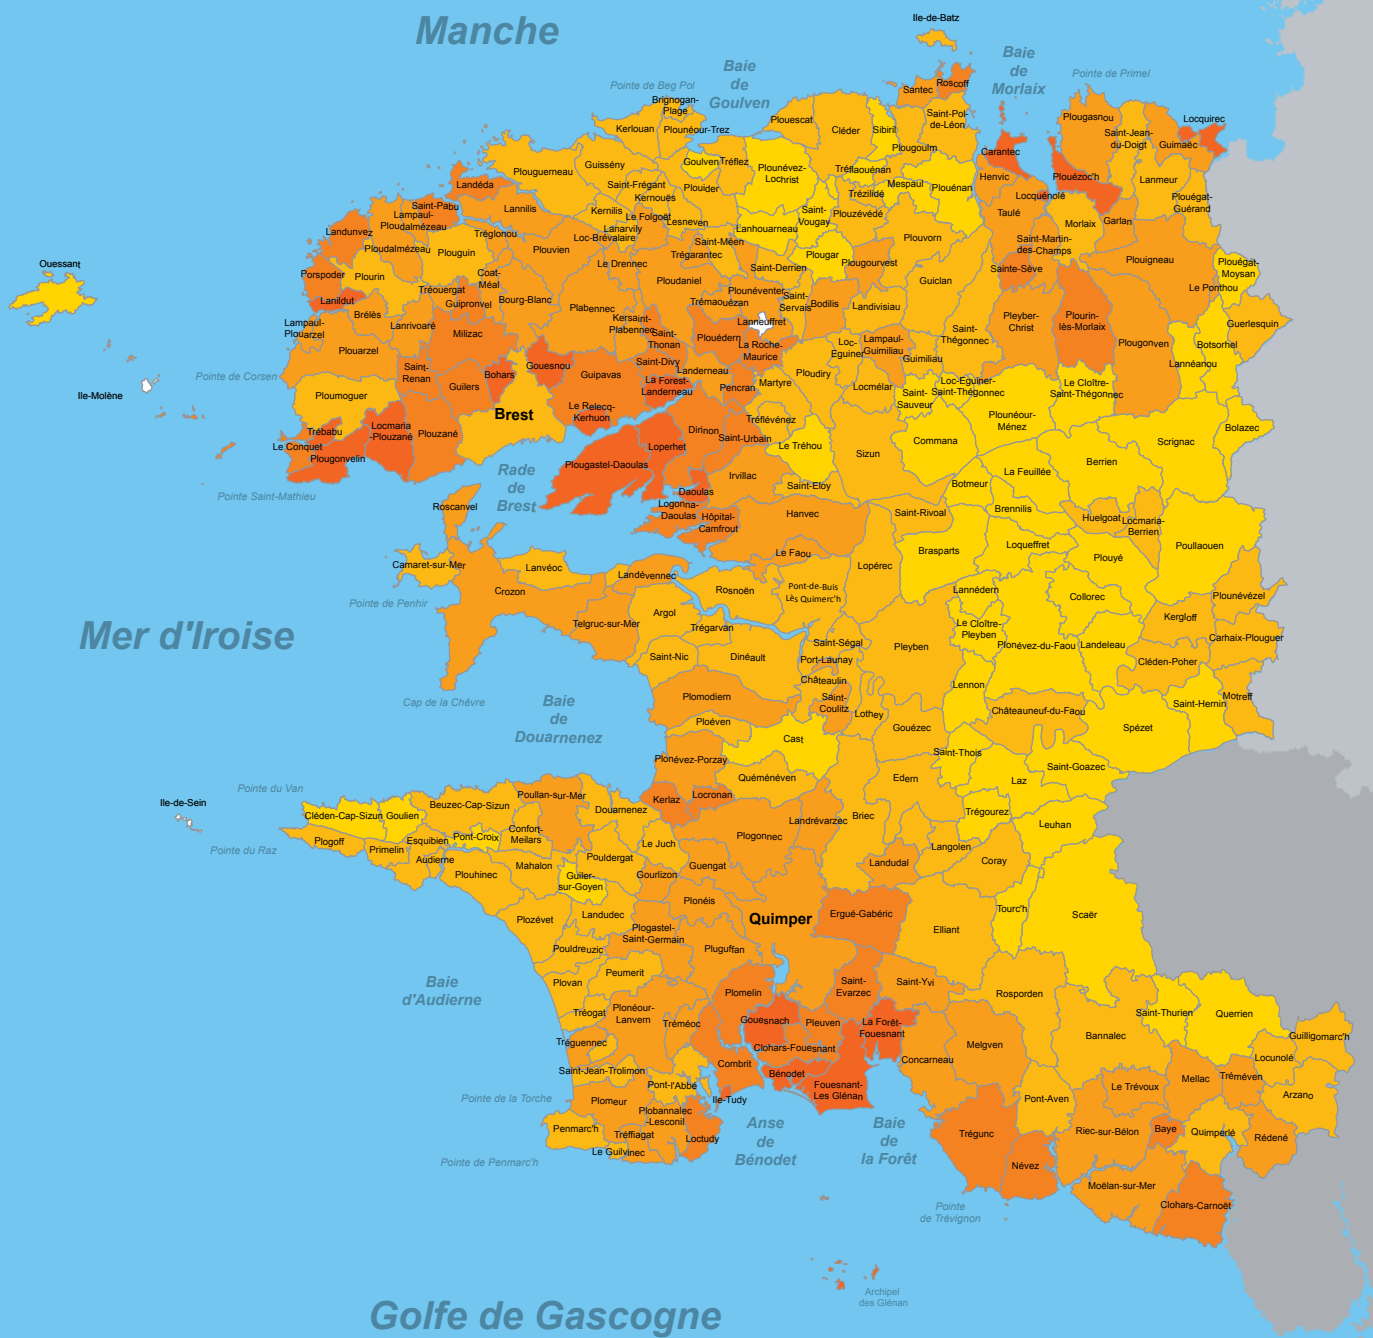 Manche
Ile-de-Batz
Baie
de
Morlaix
Pointe de Primel
Baie
de
Goulven
Pointe de Beg Pol
Brignogan-
Plage
Kerlouan
Plounéour-Trez
Plouescat
Cléder
Sibiril
Santec
Roscoff
Saint-Pol-
de-Léon
Plougoulm
Carantec
Plougasnou
Saint-Jean-
du-Doigt
Locquirec
Guimaëc
Plouézoc'h
Lanmeur
Plouégat-
Guérand
Henvic
Locquénolé
Taulé
Morlaix
Garlan
Saint-Martin-
des-Champs
Plouigneau
Plouégat-
Moysan
Le Ponthou
Guerlesquin
Botsorhel
Lannéanou
Plougonven
Plourin-
lès-Morlaix
Sainte-Sève
Pleyber-
Christ
Saint-
Thégonnec
Guiclan
Plouvorn
Plouénan
Mespaul
Tréflaouénan
Trézilidé
Plouzévédé
Saint-
Vougay
Plounévez-
Lochrist
Lanhouarneau
Plougar
Plougourvest
Bodilis
Landivisiau
Saint-Derrien
Plounéventer
Saint-
Servais
Lanneuffret
Goulven
Tréflez
Plouider
Guissény
Plouguerneau
Saint-Frégant
Kernouës
Kernilis
Le Folgoët
Lesneven
Lanarvily
Loc-Brévalaire
Saint-Méen
Trégarantec
Le Drennec
Ploudaniel
Trémaouézan
Plouédern
La Roche-
Maurice
Landéda
Lannilis
Saint-Pabu
Lampaul-
Ploudalmézeau
Landunvez
Ploudalmézeau
Tréglonou
Plouguin
Plouvien
Coat-
Méal
Bourg-Blanc
Plabennec
Kersaint-
Plabennec
Saint-
Thonan
Saint-Divy
Landerneau
La Forest-
Landerneau
Pencran
Porspoder
Plourin
Lanildut
Brélès
Tréouergat
Guipronvel
Milizac
Lanrivoaré
Lampaul-
Plouarzel
Plouarzel
Saint-
Renan
Guilers
Bohars
Gouesnou
Guipavas
Le Relecq-
Kerhuon
Brest
Ploumoguer
Trébabu
Locmaria
-Plouzané
Plouzané
Le Conquet
Plougonvelin
Ouessant
Ile-Molène
Pointe de Corsen
Pointe Saint-Mathieu
Rade
de
Brest
Plougastel-Daoulas
Loperhet
Dirinon
Saint-Urbain
Daoulas
Logonna-
Daoulas
Hôpital-
Camfrout
Irvillac
Hanvec
Le Faou
Martyre
Ploudiry
Loc-
Eguiner
Lampaul-
Guimiliau
Guimiliau
Locmélar
Tréflévénez
Le Tréhou
Saint-Eloy
Sizun
Saint-
Sauveur
Loc-Eguiner-
Saint-Thégonnec
Commana
Plounéour-
Ménez
Le Cloître-
Saint-Thégonnec
Scrignac
Bolazec
Berrien
La Feuillée
Botmeur
Brennilis
Huelgoat
Locmaria-
Berrien
Poullaouen
Saint-Rivoal
Brasparts
Loqueffret
Plouyé
Lopérec
Lannédern
Collorec
Plounévézel
Kergloff
Carhaix-Plouguer
Cléden-Poher
Motreff
Saint-Hernin
Spézet
Landeleau
Le Cloître-
Pleyben
Plonévez-du-Faou
Lennon
Châteauneuf-du-Faou
Pleyben
Pont-de-Buis
Lès Quimerc'h
Rosnoën
Landévennec
Argol
Trégarvan
Dinéault
Saint-Nic
Saint-Ségal
Port-Launay
Châteaulin
Saint-
Coulitz
Lothey
Gouézec
Roscanvel
Camaret-sur-Mer
Lanvéoc
Crozon
Telgruc-sur-Mer
Pointe de Penhir
Cap de la Chèvre
Mer d'Iroise
Baie
de
Douarnenez
Plomodiern
Ploéven
Cast
Plonévez-Porzay
Quéménéven
Locronan
Kerlaz
Saint-Thois
Laz
Saint-Goazec
Edern
Briec
Trégourez
Leuhan
Langolen
Coray
Landrévarzec
Landudal
Plogonnec
Pointe du Van
Ile-de-Sein
Pointe du Raz
Cléden-Cap-Sizun
Goulien
Beuzec-Cap-Sizun
Poullan-sur-Mer
Douarnenez
Plogoff
Primelin
Esquibien
Audierne
Pont-Croix
Confort-
Meilars
Mahalon
Plouhinec
Pouldergat
Le Juch
Guengat
Gourlizon
Guiler-
sur-Goyen
Plozévet
Landudec
Plonéis
Plogastel-
Saint-Germain
Pouldreuzic
Pluguffan
Quimper
Ergué-Gabéric
Elliant
Tourc'h
Scaër
Peumerit
Plovan
Tréogat
Plonéour-
Lanvern
Tréméoc
Plomelin
Saint-
Evarzec
Saint-Yvi
Rosporden
Gouesnach
Pleuven
La Forêt-
Fouesnant
Clohars-Fouesnant
Bénodet
Fouesnant-
Les Glénan
Combrit
Ile-Tudy
Tréguennec
Saint-Jean-Trolimon
Pont-l'Abbé
Plomeur
Plobannalec
-Lesconil
Loctudy
Tréffiagat
Le Guilvinec
Penmarc'h
Pointe de la Torche
Pointe de Penmarc'h
Baie
d'Audierne
Anse
de
Bénodet
Baie
de
la Forêt
Concarneau
Melgven
Trégunc
Névez
Pont-Aven
Bannalec
Saint-Thurien
Querrien
Guilligomarc'h
Locunolé
Arzano
Tréméven
Mellac
Le Trévoux
Riec-sur-Bélon
Baye
Quimperlé
Rédené
Moëlan-sur-Mer
Clohars-Carnoët
Pointe
de Trévignon
Archipel
des Glénan
Golfe de Gascogne